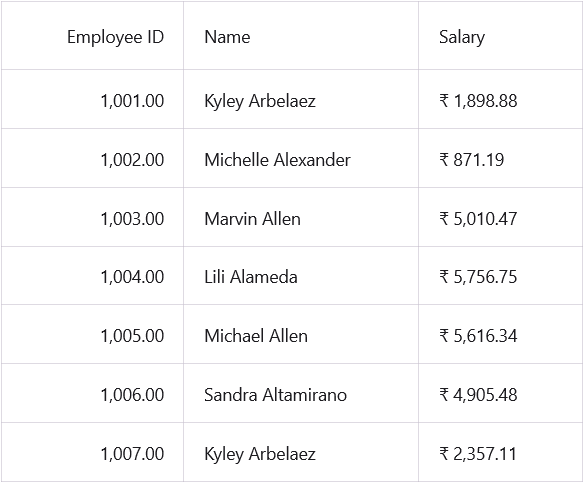 Employee ID Name Salary
1,001.00 Kyley Arbelaez ₹ 1,898.88
1,002.00 Michelle Alexander ₹ 871.19
1,003.00 Marvin Allen ₹ 5,010.47
1,004.00 Lili Alameda ₹ 5,756.75
1,005.00 Michael Allen ₹ 5,616.34
1,006.00 Sandra Altamirano ₹ 4,905.48
1,007.00 Kyley Arbelaez ₹ 2,357.11